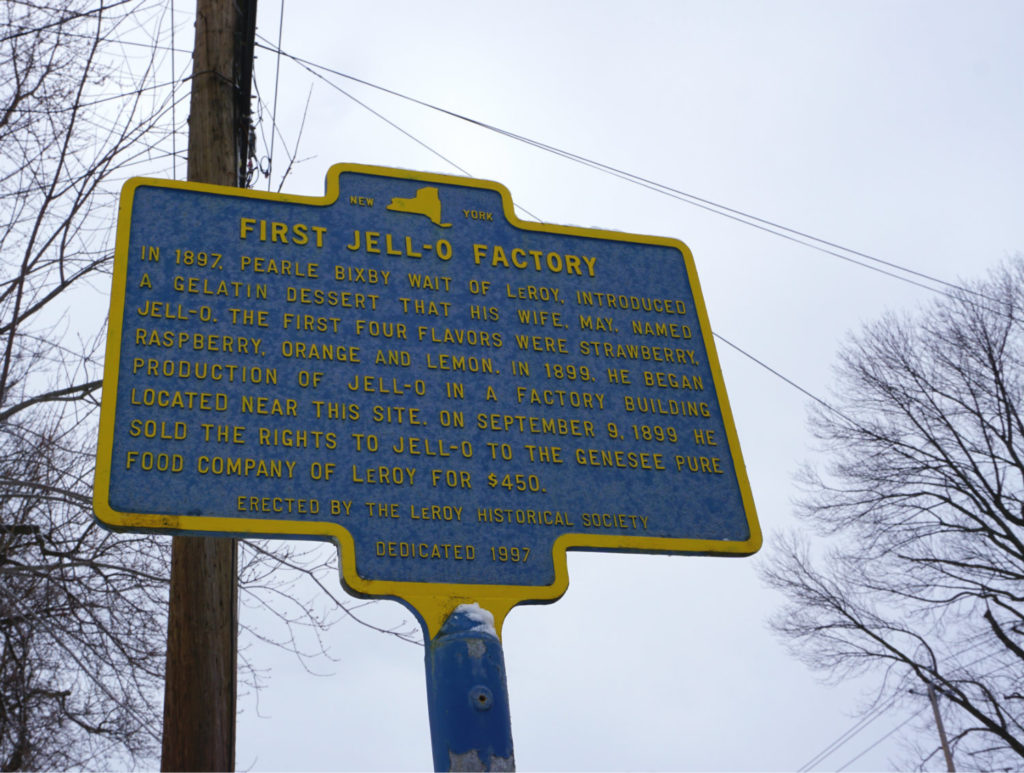 NEW YORK
FIRST JELL-O FACTORY
IN 1897, PEARLE BIXBY WAIT OF LEROY, INTRODUCED
A GELATIN DESSERT THAT HIS WIFE, MAY, NAMED
JELL-O. THE FIRST FOUR FLAVORS WERE STRAWBERRY,
RASPBERRY, ORANGE AND LEMON. IN 1899, HE BEGAN
PRODUCTION OF JELL-O IN A FACTORY BUILDING
LOCATED NEAR THIS SITE. ON SEPTEMBER 9, 1899 HE
SOLD THE RIGHTS TO JELL-O TO THE GENESEE PURE
FOOD COMPANY OF LEROY FOR $450.
ERECTED BY THE LEROY HISTORICAL SOCIETY
DEDICATED 1997